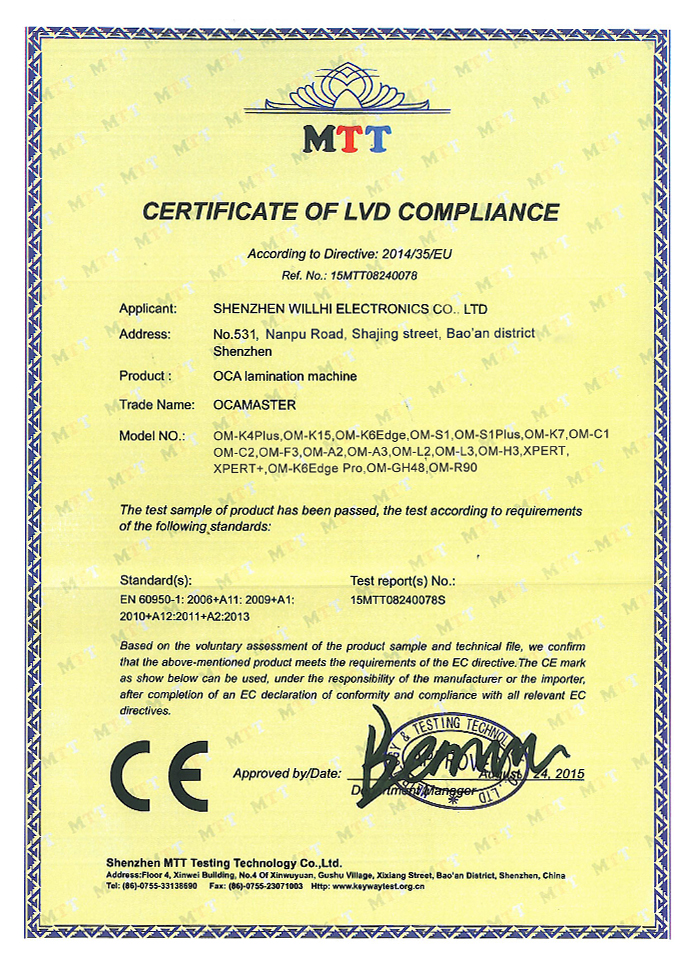 MTT
CERTIFICATE OF LVD COMPLIANCE
According to Directive: 2014/35/EU
Ref. No.: 15MTT08240078
Applicant: SHENZHEN WILLHI ELECTRONICS CO., LTD
Address: No.531, Nanpu Road, Shajing street, Bao'an district
Shenzhen
Product : OCA lamination machine
Trade Name: OCAMASTER
Model NO.: OM-K4Plus,OM-K15,OM-K6Edge,OM-S1,OM-S1Plus,OM-K7,OM-C1
OM-C2,OM-F3,OM-A2,OM-A3,OM-L2,OM-L3,OM-H3,XPERT,
XPERT+,OM-K6Edge Pro,OM-GH48,OM-R90
The test sample of product has been passed, the test according to requirements
of the following standards:
Standard(s): Test report(s) No.:
EN 60950-1: 2006+A11: 2009+A1: 15MTT08240078S
2010+A12:2011+A2:2013
Based on the voluntary assessment of the product sample and technical file, we confirm
that the above-mentioned product meets the requirements of the EC directive.The CE mark
as show below can be used, under the responsibility of the manufacturer or the importer,
after completion of an EC declaration of conformity and compliance with all relevant EC
directives.
CE
Approved by/Date: August 24, 2015
Department Manager
& TESTING TECHNOL
CO.,LTD
Shenzhen MTT Testing Technology Co.,Ltd.
Address:Floor 4, Xinwei Building, No.4 Of Xinwuyuan, Gushu Village, Xixiang Street, Bao'an District, Shenzhen, China
Tel: (86)-0755-33138690 Fax: (86)-0755-23071003 Http: www.keywaytest.org.cn